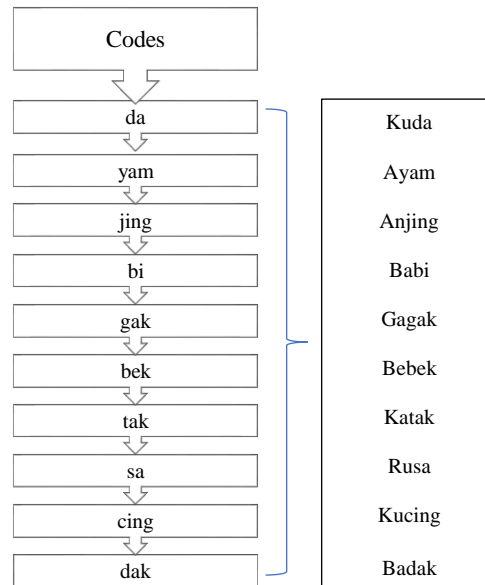 Codes
da
yam
jing
bi
gak
bek
tak
sa
cing
dak
Kuda
Ayam
Anjing
Babi
Gagak
Bebek
Katak
Rusa
Kucing
Badak